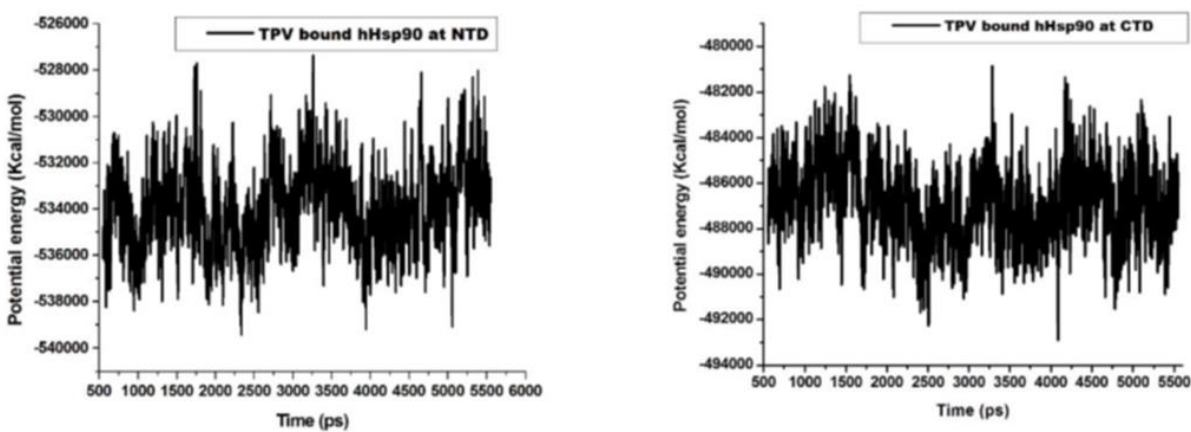 TPV bound hHsp90 at NTD
Potential energy (Kcal/mol)
-526000
-528000
-530000
-532000
-534000
-536000
-538000
-540000
500 1000 1500 2000 2500 3000 3500 4000 4500 5000 5500 6000
Time (ps)
TPV bound hHsp90 at CTD
Potential energy (Kcal/mol)
-480000
-482000
-484000
-486000
-488000
-490000
-492000
-494000
500 1000 1500 2000 2500 3000 3500 4000 4500 5000 5500
Time (ps)